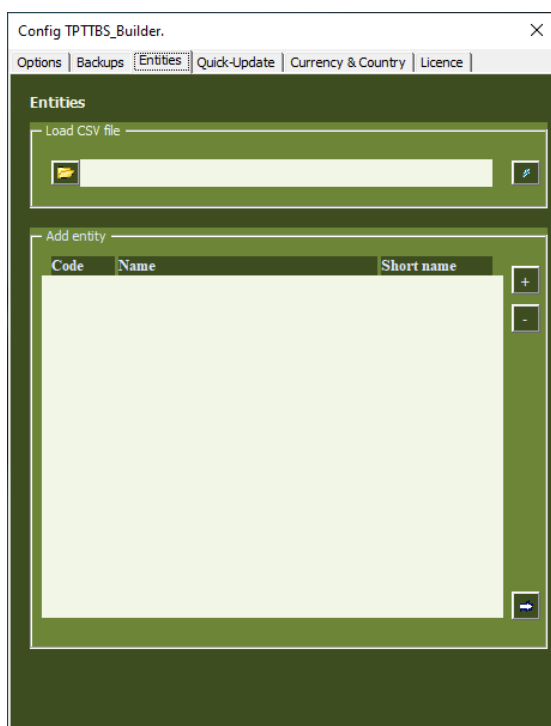 Config TPTTBS_Builder.
Options Backups Entities Quick-Update Currency & Country Licence
Entities
Load CSV file
Add entity
Code Name Short name
+
-